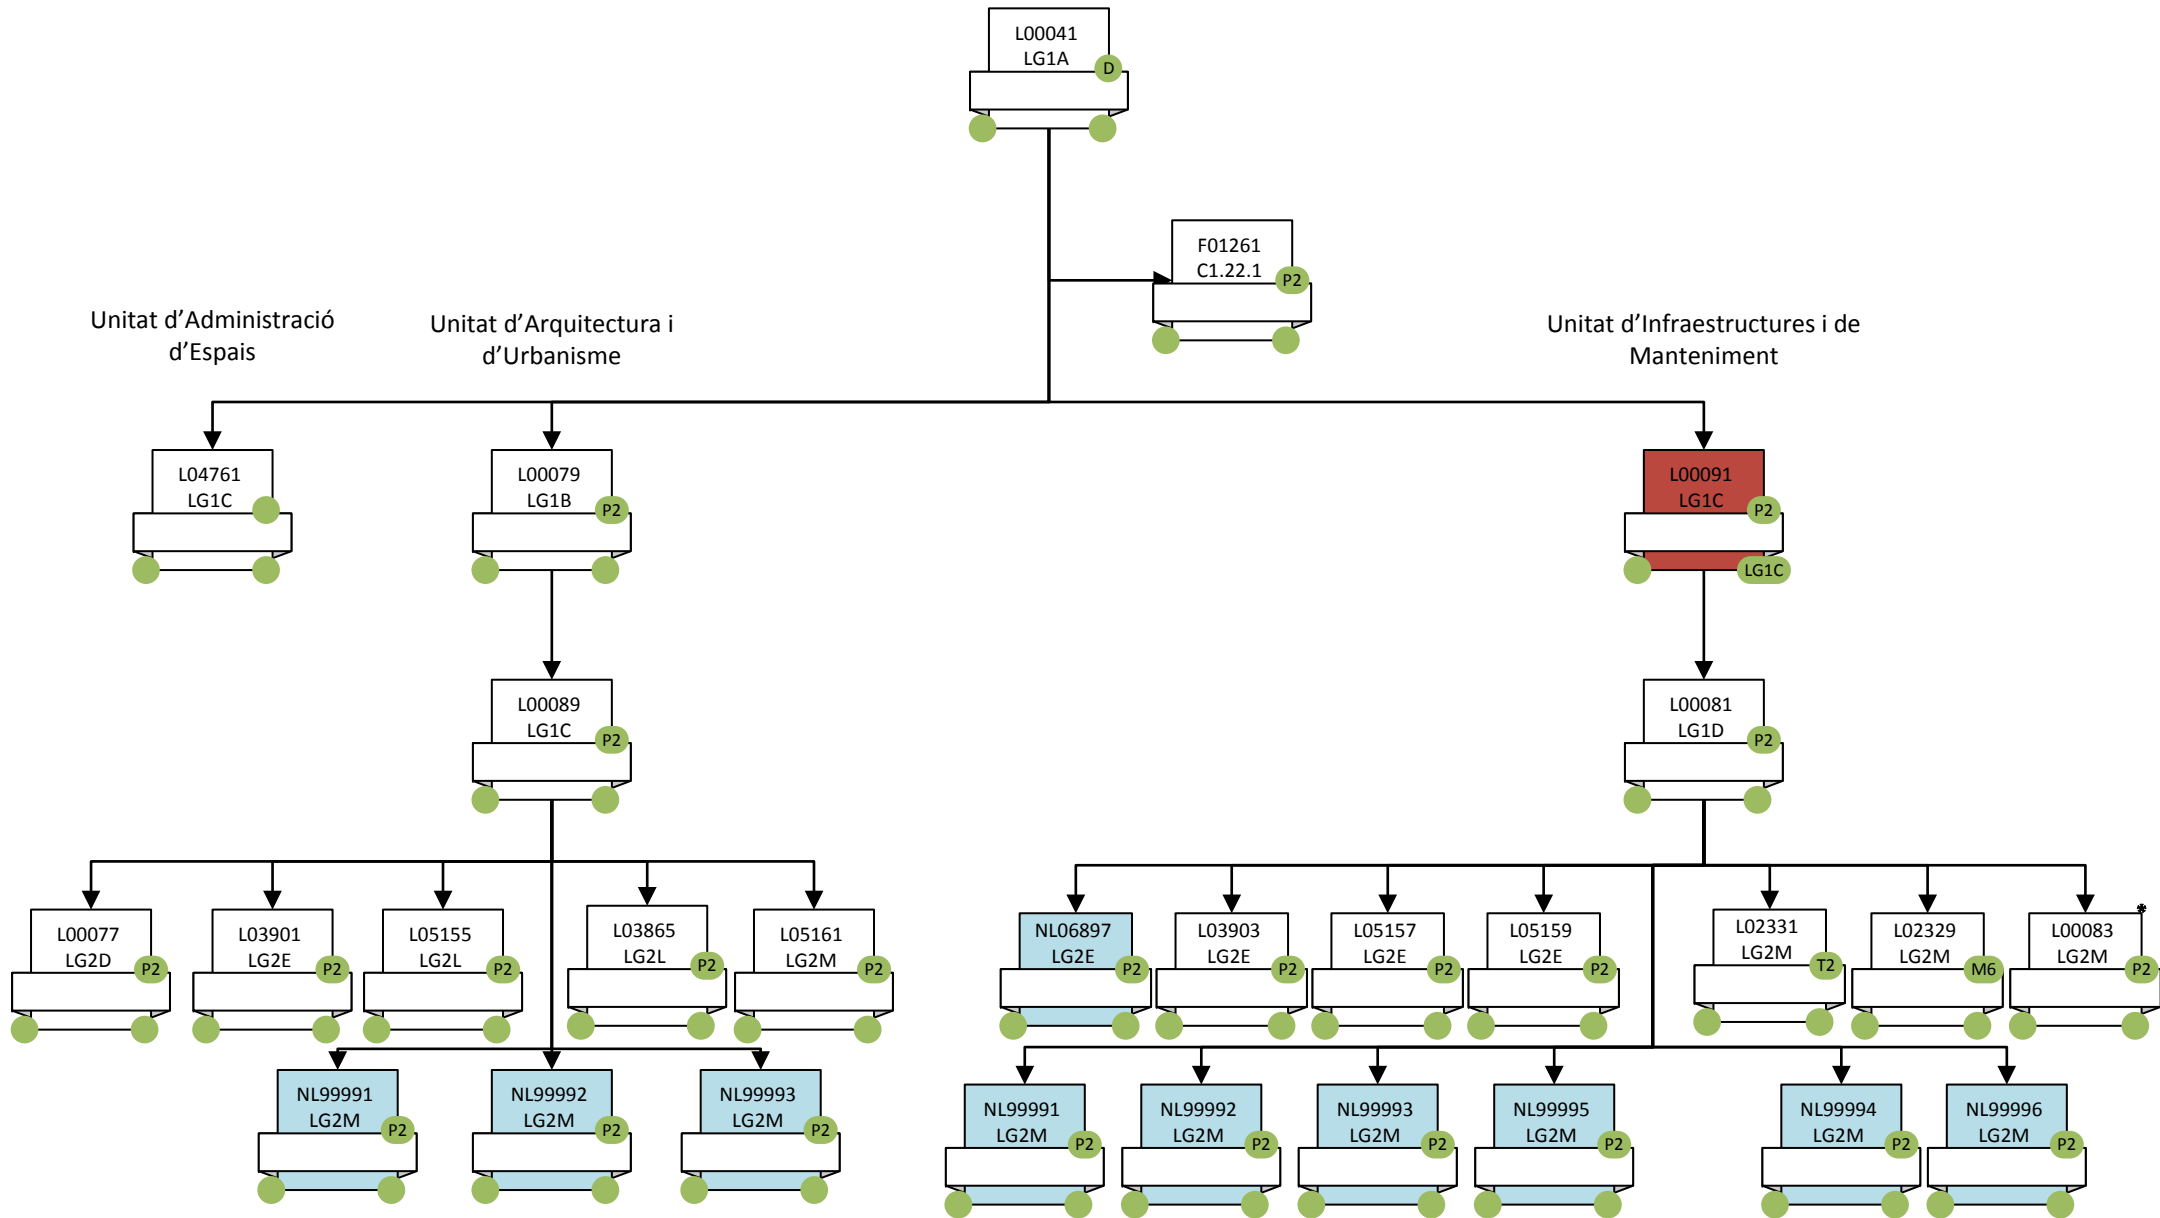 L00041
LG1A
D
F01261
C1.22.1
P2
Unitat d’Administració
d’Espais
Unitat d’Arquitectura i
d’Urbanisme
Unitat d’Infraestructures i de
Manteniment
L04761
LG1C
L00079
LG1B
P2
L00091
LG1C
P2
LG1C
L00089
LG1C
P2
L00081
LG1D
P2
L00077
LG2D
P2
L03901
LG2E
P2
L05155
LG2L
P2
L03865
LG2L
P2
L05161
LG2M
P2
NL06897
LG2E
P2
L03903
LG2E
P2
L05157
LG2E
P2
L05159
LG2E
P2
L02331
LG2M
T2
L02329
LG2M
M6
*
L00083
LG2M
P2
NL99991
LG2M
P2
NL99992
LG2M
P2
NL99993
LG2M
P2
NL99991
LG2M
P2
NL99992
LG2M
P2
NL99993
LG2M
P2
NL99995
LG2M
P2
NL99994
LG2M
P2
NL99996
LG2M
P2